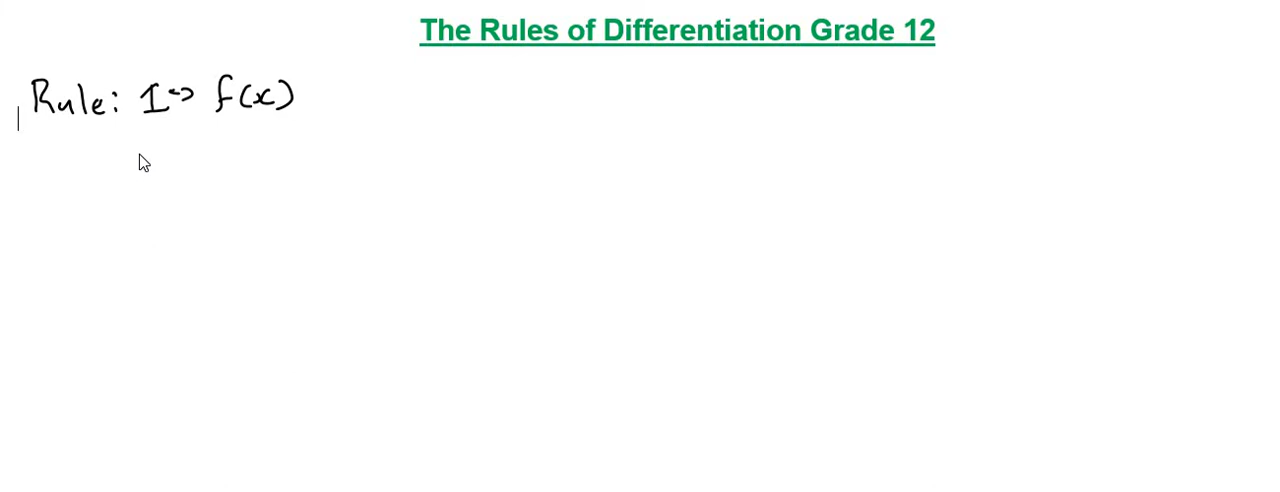 The Rules of Differentiation Grade 12
Rule: 1 => f(x)